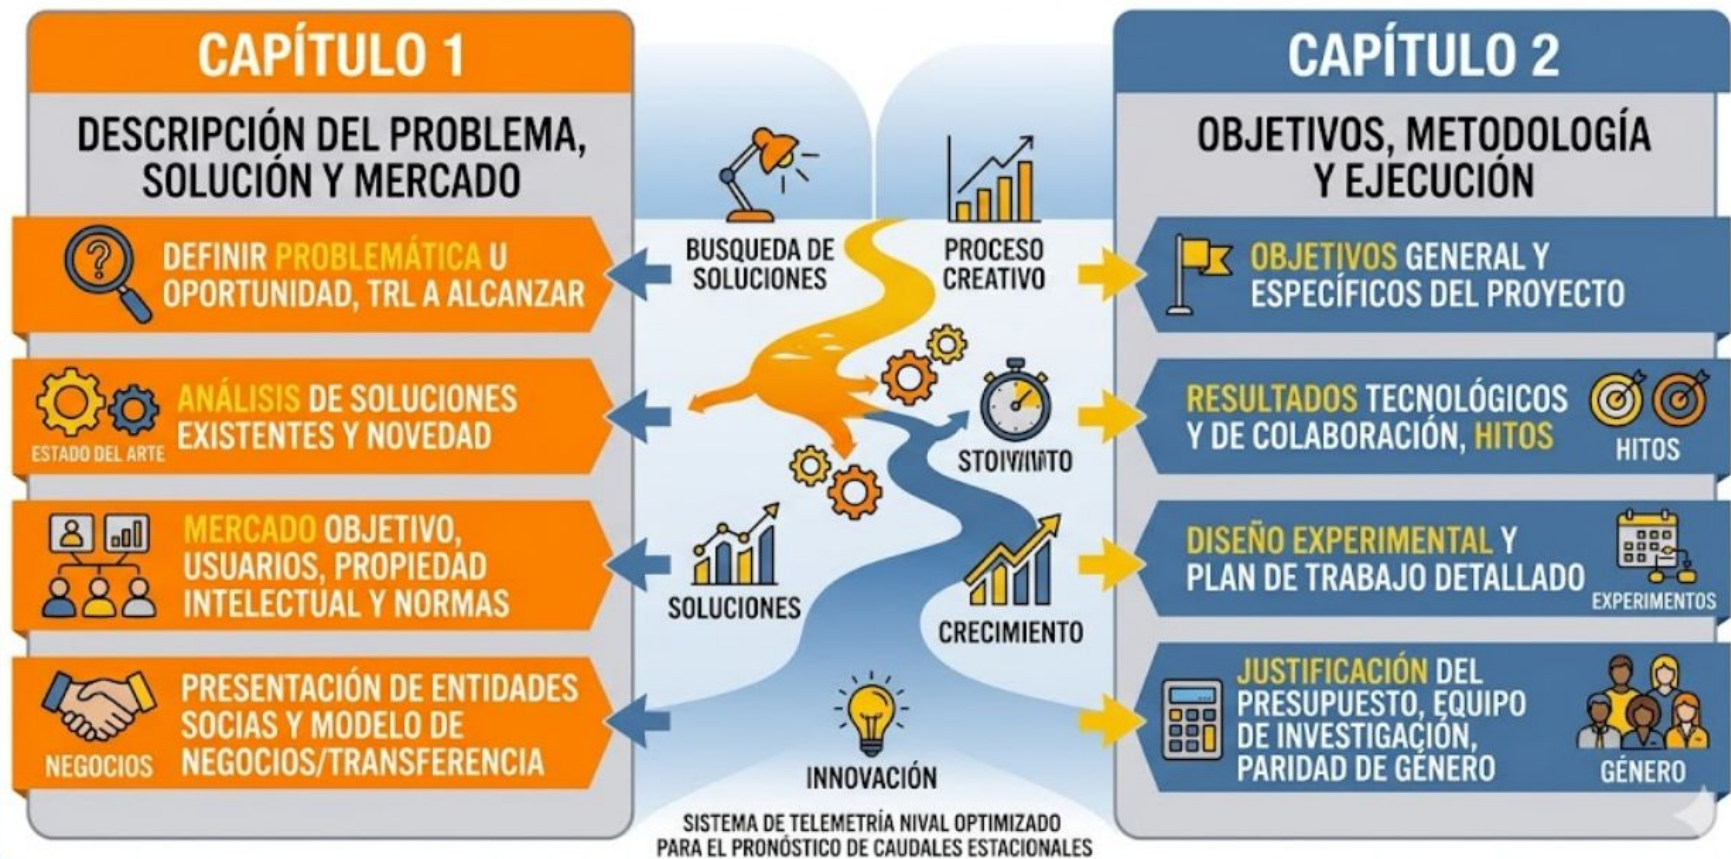 CAPÍTULO 1
DESCRIPCIÓN DEL PROBLEMA,
SOLUCIÓN Y MERCADO
DEFINIR PROBLEMÁTICA U
OPORTUNIDAD, TRL A ALCANZAR
ESTADO DEL ARTE
ANÁLISIS DE SOLUCIONES
EXISTENTES Y NOVEDAD
MERCADO OBJETIVO,
USUARIOS, PROPIEDAD
INTELECTUAL Y NORMAS
NEGOCIOS
PRESENTACIÓN DE ENTIDADES
SOCIAS Y MODELO DE
NEGOCIOS/TRANSFERENCIA
BUSQUEDA DE
SOLUCIONES
PROCESO
CREATIVO
SOLUCIONES
CRECIMIENTO
INNOVACIÓN
SISTEMA DE TELEMETRÍA NIVAL OPTIMIZADO
PARA EL PRONÓSTICO DE CAUDALES ESTACIONALES
CAPÍTULO 2
OBJETIVOS, METODOLOGÍA
Y EJECUCIÓN
OBJETIVOS GENERAL Y
ESPECÍFICOS DEL PROYECTO
RESULTADOS TECNOLÓGICOS
Y DE COLABORACIÓN, HITOS
HITOS
DISEÑO EXPERIMENTAL Y
PLAN DE TRABAJO DETALLADO
EXPERIMENTOS
JUSTIFICACIÓN DEL
PRESUPUESTO, EQUIPO
DE INVESTIGACIÓN,
PARIDAD DE GÉNERO
GÉNERO